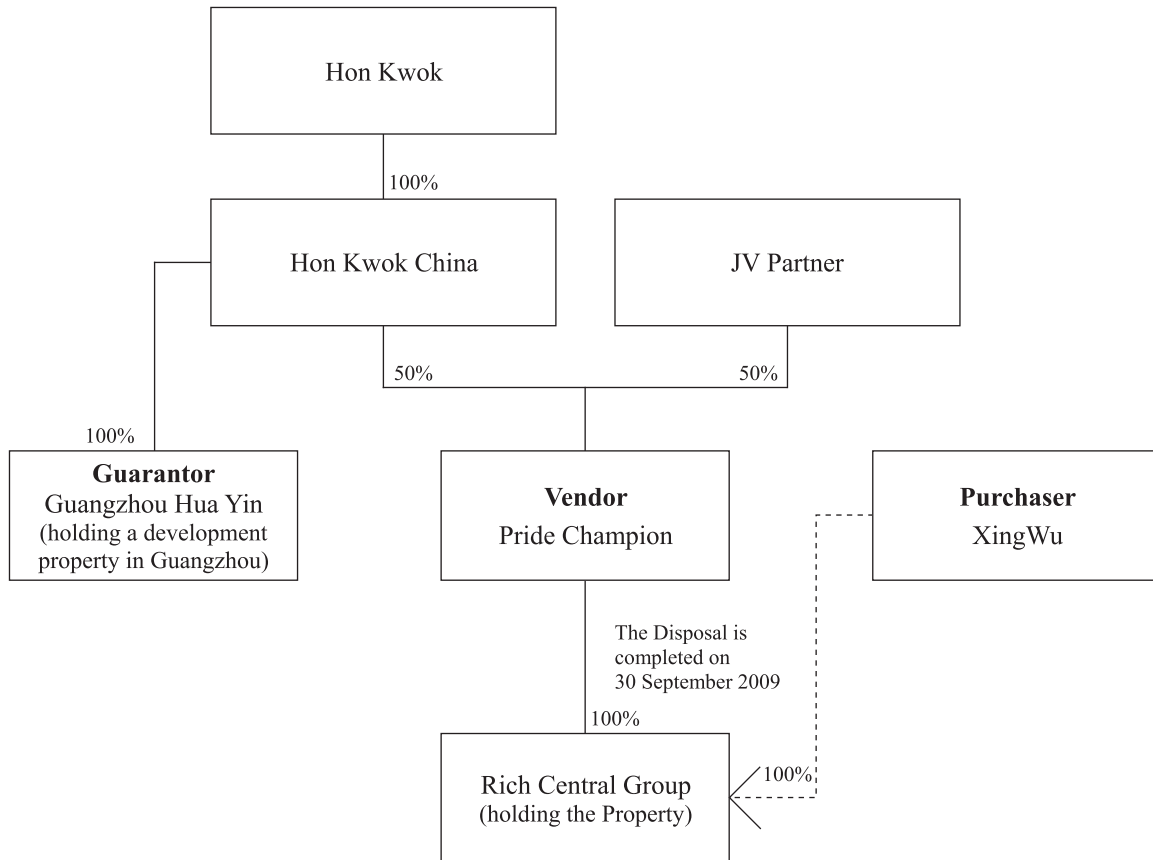 Hon Kwok
100%
Hon Kwok China
JV Partner
50%
50%
100%
Guarantor
Guangzhou Hua Yin
(holding a development
property in Guangzhou)
Vendor
Pride Champion
Purchaser
XingWu
The Disposal is
completed on
30 September 2009
100%
Rich Central Group
(holding the Property)
100%